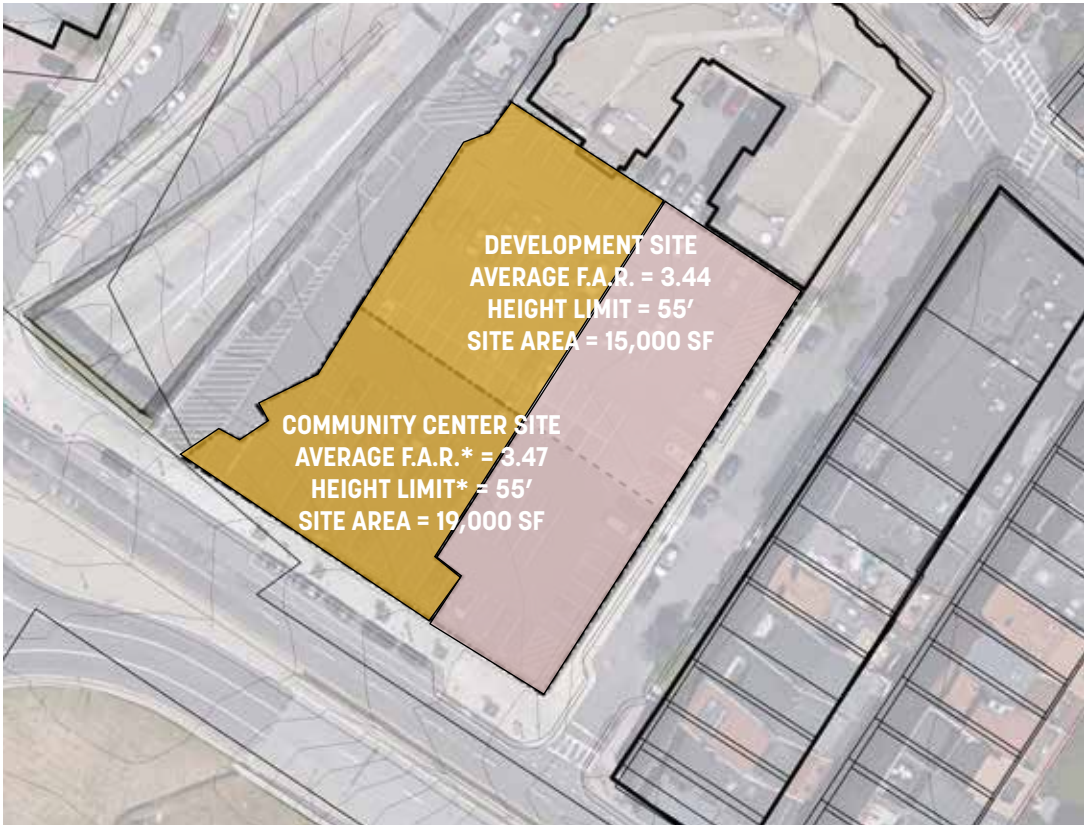 DEVELOPMENT SITE
AVERAGE F.A.R. = 3.44
HEIGHT LIMIT = 55’
SITE AREA = 15,000 SF
COMMUNITY CENTER SITE
AVERAGE F.A.R.* = 3.47
HEIGHT LIMIT* = 55’
SITE AREA = 19,000 SF